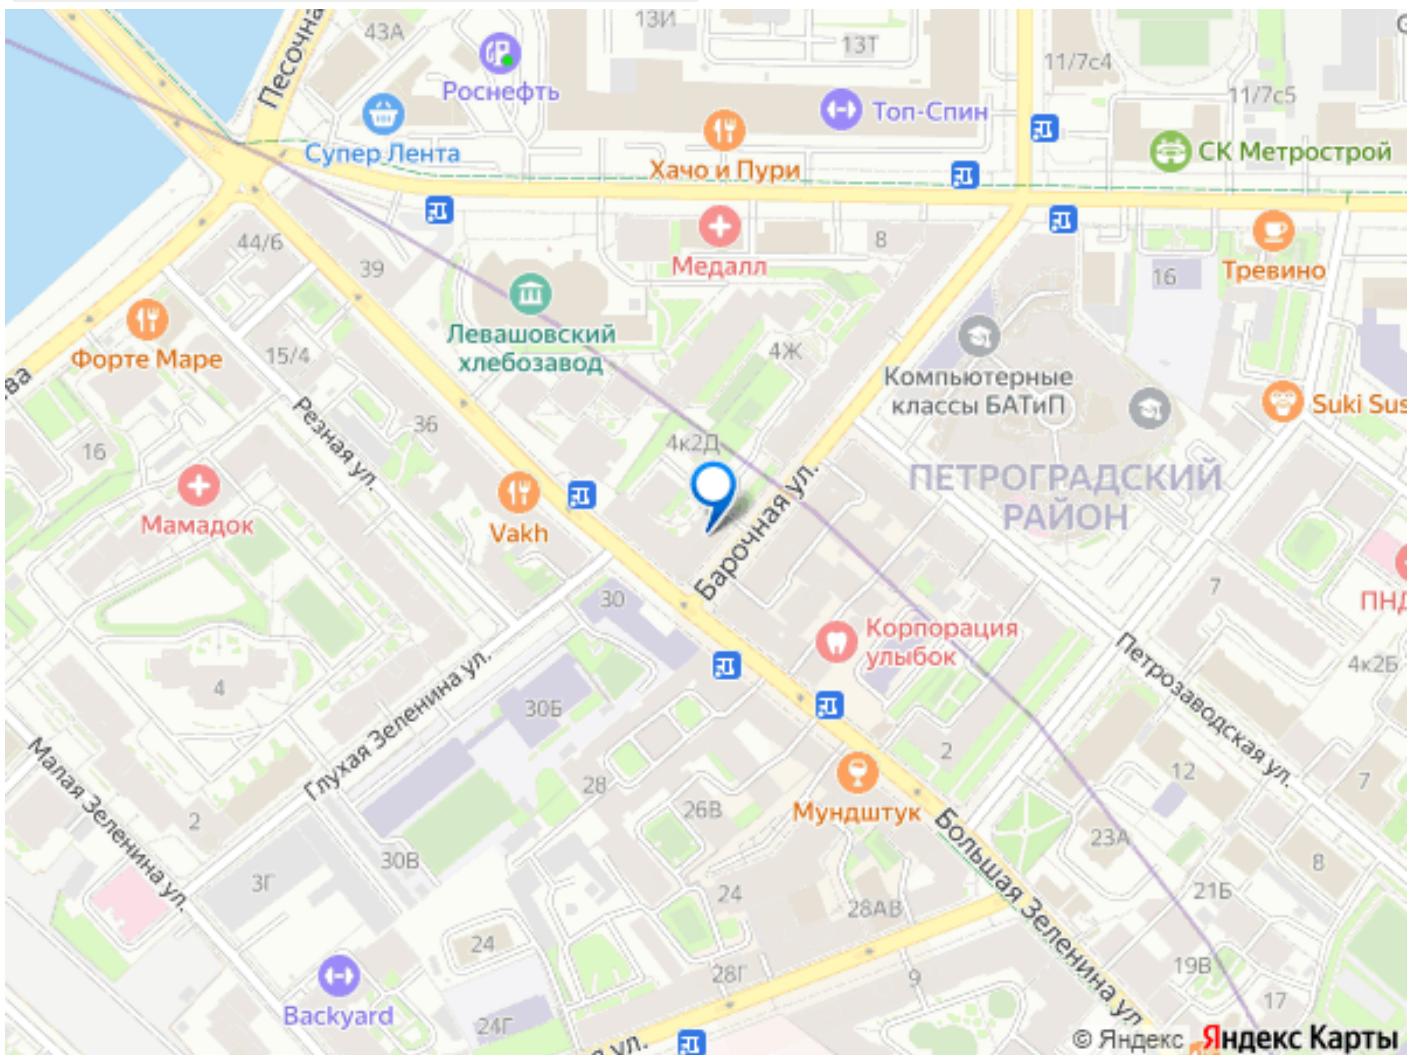 43А
13И
13Т
11/7с4
11/7с5
Песочна
Роснефть
Топ-Спин
Супер Лента
Хачо и Пури
СК Метрострой
44/6
39
Медалл
8
16
Тревино
Левашовский
хлебозавод
Форте Маре
15/4
4Ж
Компьютерные
классы БАТиП
ва
Резная ул.
36
16
4к2Д
Suki Sus
ПЕТРОГРАДСКИЙ
РАЙОН
Мамадок
Vakh
Барочная ул.
30
7
ПНД
Корпорация
улыбок
4к2Б
Петрозаводская ул.
4
Глухая Зеленина ул.
30Б
2
28
12
7
Малая Зеленина ул.
Мундштук
26В
2
23А
Большая Зеленина ул.
30В
8
3Г
24
28АВ
21Б
24
28Г
9
19В
17
Backyard
24Г
ул.
© Яндекс Яндекс Карты